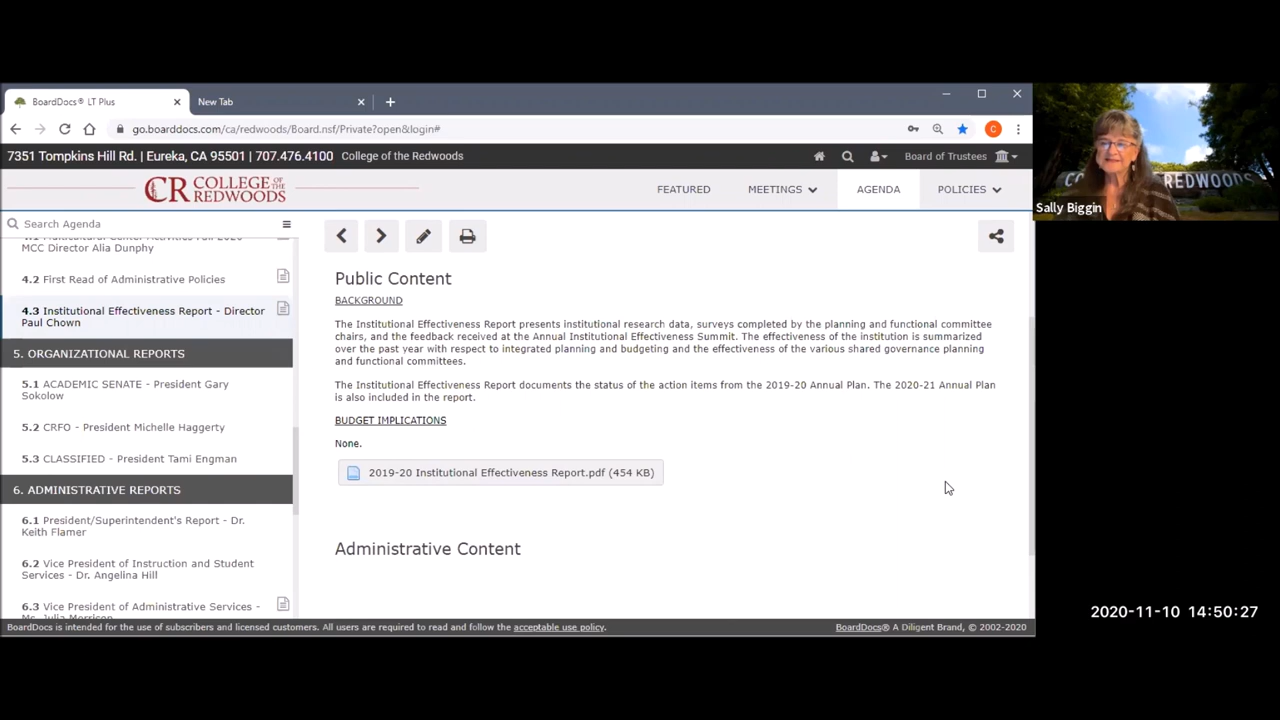 BoardDocs® LT Plus
New Tab
go.boarddocs.com/ca/redwoods/Board.nsf/Private?open&login#
C
7351 Tompkins Hill Rd. | Eureka, CA 95501 | 707.476.4100 College of the Redwoods
Board of Trustees
CR COLLEGE OF THE REDWOODS
FEATURED MEETINGS AGENDA POLICIES
Search Agenda
4.1 Multicultural Center Activities Fall 2020
MCC Director Alia Dunphy
4.2 First Read of Administrative Policies
4.3 Institutional Effectiveness Report - Director
Paul Chown
5. ORGANIZATIONAL REPORTS
5.1 ACADEMIC SENATE - President Gary
Sokolow
5.2 CRFO - President Michelle Haggerty
5.3 CLASSIFIED - President Tami Engman
6. ADMINISTRATIVE REPORTS
6.1 President/Superintendent's Report - Dr.
Keith Flamer
6.2 Vice President of Instruction and Student
Services - Dr. Angelina Hill
6.3 Vice President of Administrative Services -
Ms. Julia Morrison
Public Content
BACKGROUND
The Institutional Effectiveness Report presents institutional research data, surveys completed by the planning and functional committee
chairs, and the feedback received at the Annual Institutional Effectiveness Summit. The effectiveness of the institution is summarized
over the past year with respect to integrated planning and budgeting and the effectiveness of the various shared governance planning
and functional committees.
The Institutional Effectiveness Report documents the status of the action items from the 2019-20 Annual Plan. The 2020-21 Annual Plan
is also included in the report.
BUDGET IMPLICATIONS
None.
2019-20 Institutional Effectiveness Report.pdf (454 KB)
Administrative Content
BoardDocs is intended for the use of subscribers and licensed customers. All users are required to read and follow the acceptable use policy.
BoardDocs® A Diligent Brand, © 2002-2020
CO REDWOODS
Sally Biggin
2020-11-10 14:50:27